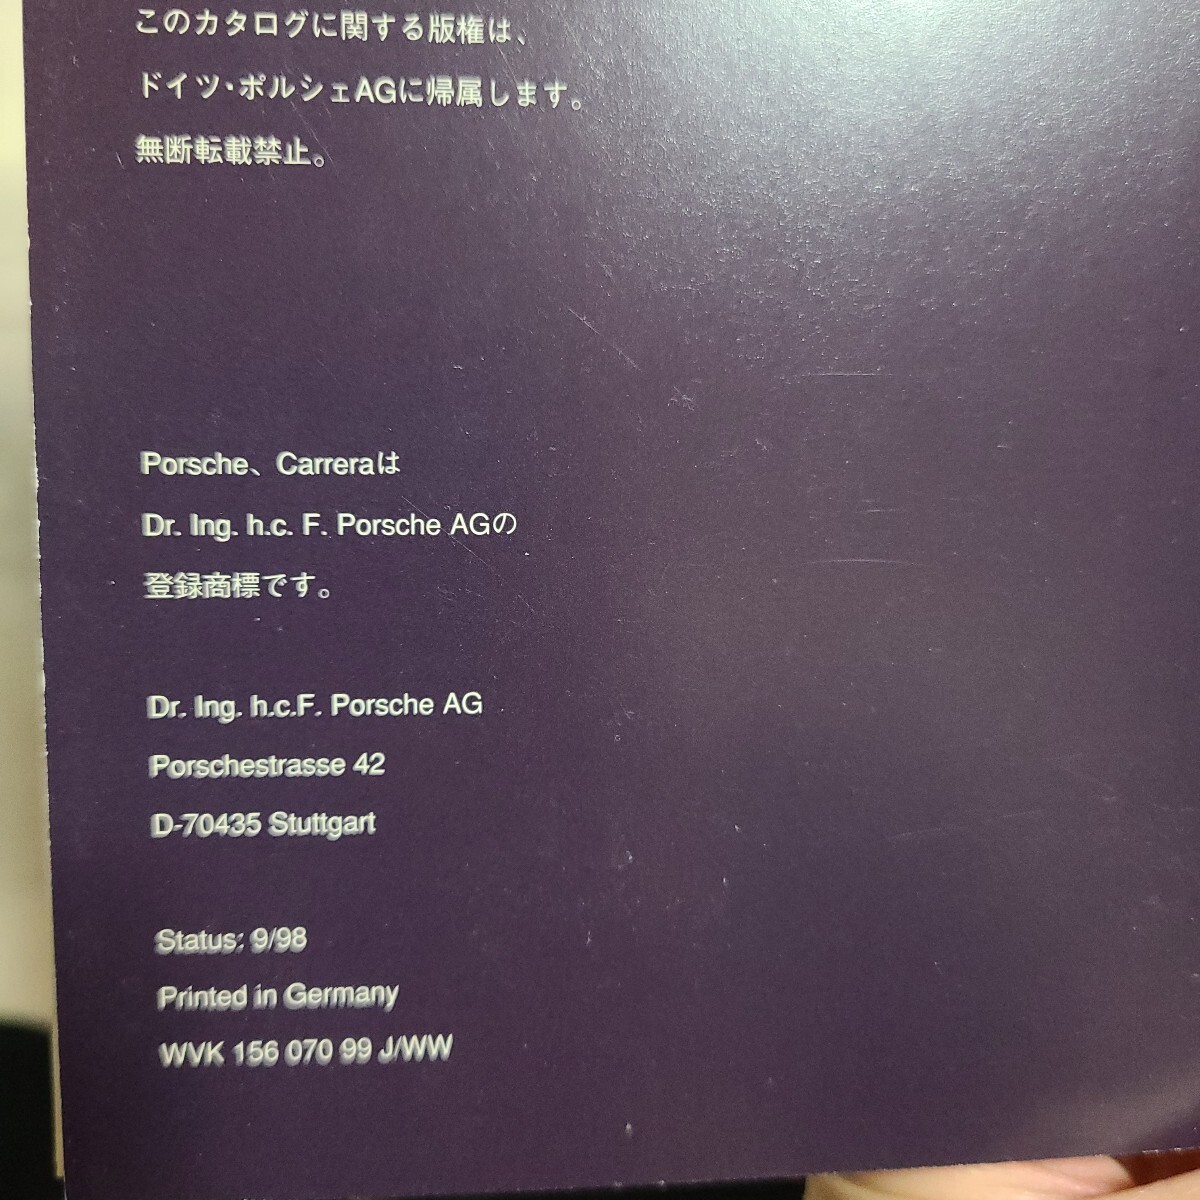 このカタログに関する版権は、
ドイツ・ポルシェAGに帰属します。
無断転載禁止。
Porsche、Carreraは
Dr. Ing. h.c. F. Porsche AGの
登録商標です。
Dr. Ing. h.c.F. Porsche AG
Porschestrasse 42
D-70435 Stuttgart
Status: 9/98
Printed in Germany
WVK 156 070 99 J/WW